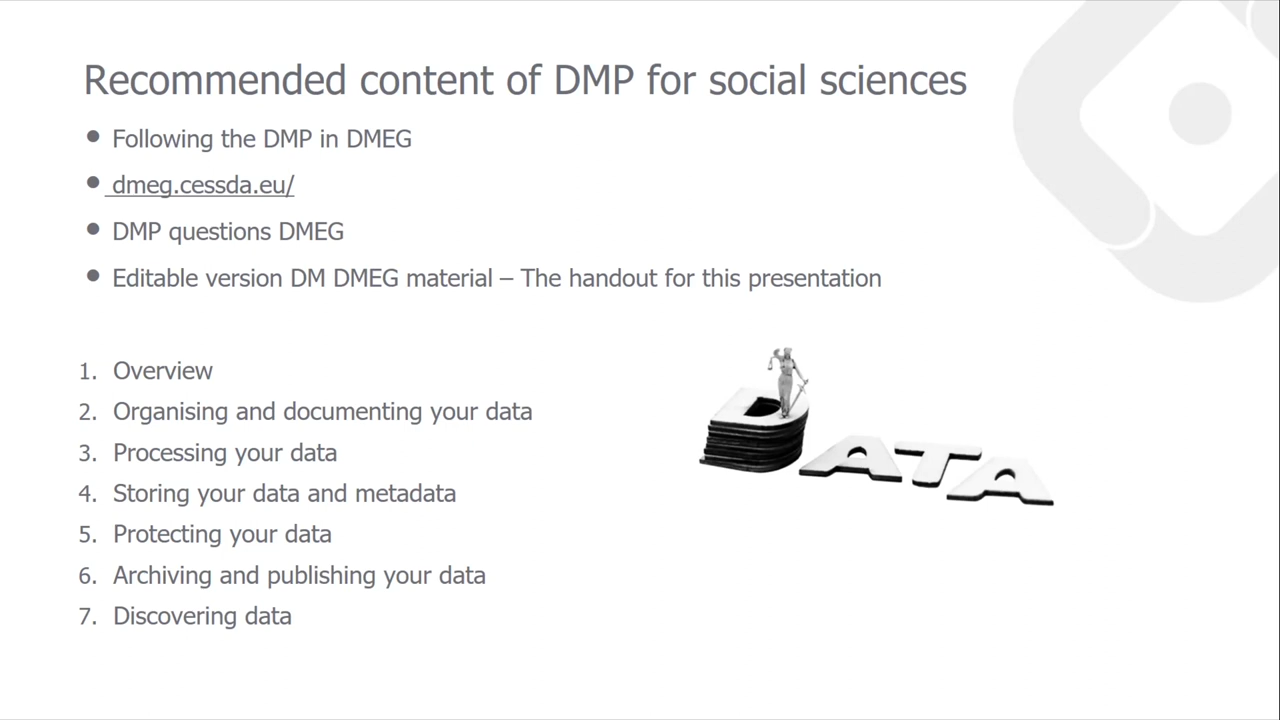 Recommended content of DMP for social sciences
• Following the DMP in DMEG
• dmeg.cessda.eu/
• DMP questions DMEG
• Editable version DM DMEG material – The handout for this presentation
1. Overview
2. Organising and documenting your data
3. Processing your data
4. Storing your data and metadata
5. Protecting your data
6. Archiving and publishing your data
7. Discovering data
DATA